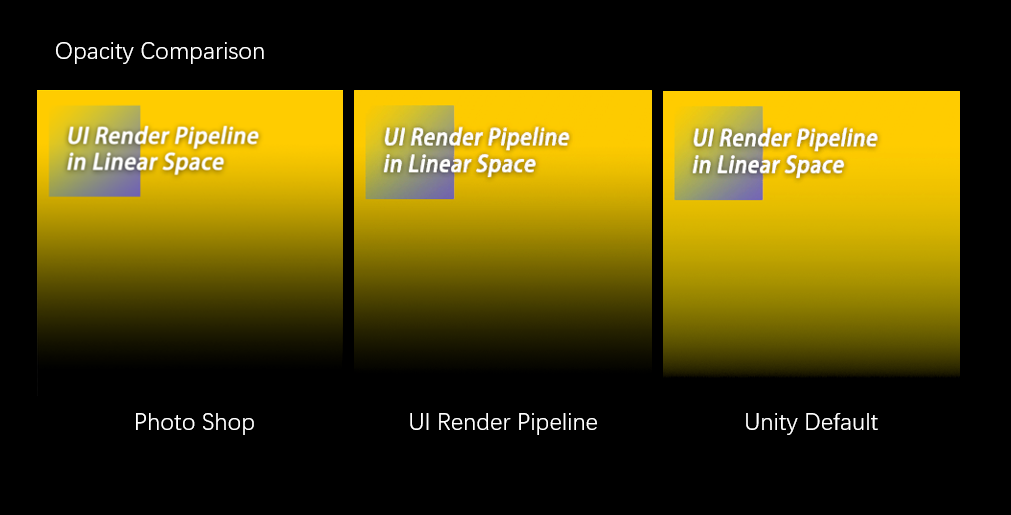 Opacity Comparison
UI Render Pipeline
in Linear Space
UI Render Pipeline
in Linear Space
UI Render Pipeline
in Linear Space
Photo Shop
UI Render Pipeline
Unity Default